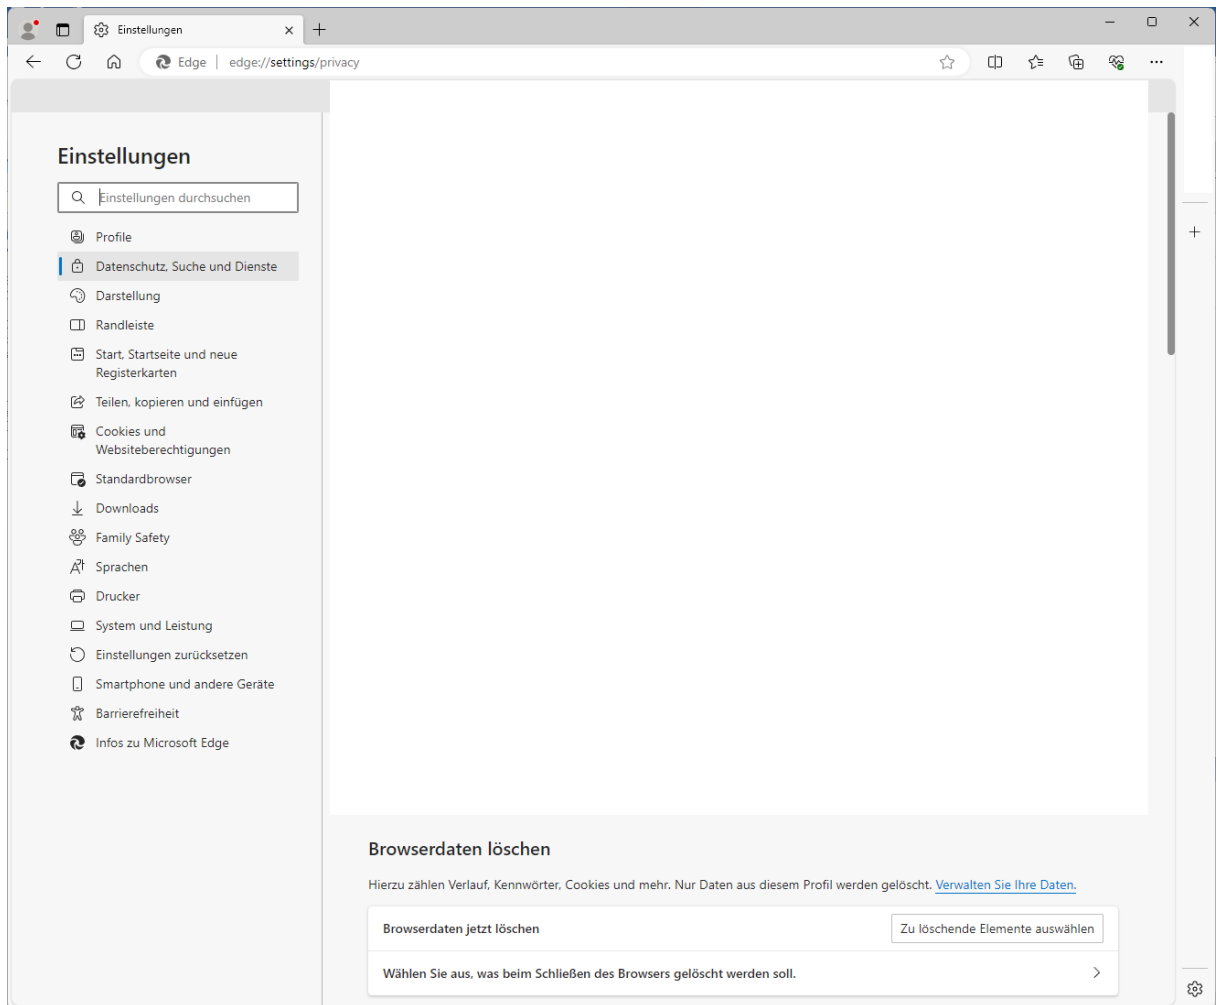 Einstellungen
Edge | edge://settings/privacy
Einstellungen
Einstellungen durchsuchen
Profile
Datenschutz, Suche und Dienste
Darstellung
Randleiste
Start, Startseite und neue
Registerkarten
Teilen, kopieren und einfügen
Cookies und
Websiteberechtigungen
Standardbrowser
Downloads
Family Safety
Sprachen
Drucker
System und Leistung
Einstellungen zurücksetzen
Smartphone und andere Geräte
Barrierefreiheit
Infos zu Microsoft Edge
Browserdaten löschen
Hierzu zählen Verlauf, Kennwörter, Cookies und mehr. Nur Daten aus diesem Profil werden gelöscht. Verwalten Sie Ihre Daten.
Browserdaten jetzt löschen
Zu löschende Elemente auswählen
Wählen Sie aus, was beim Schließen des Browsers gelöscht werden soll.